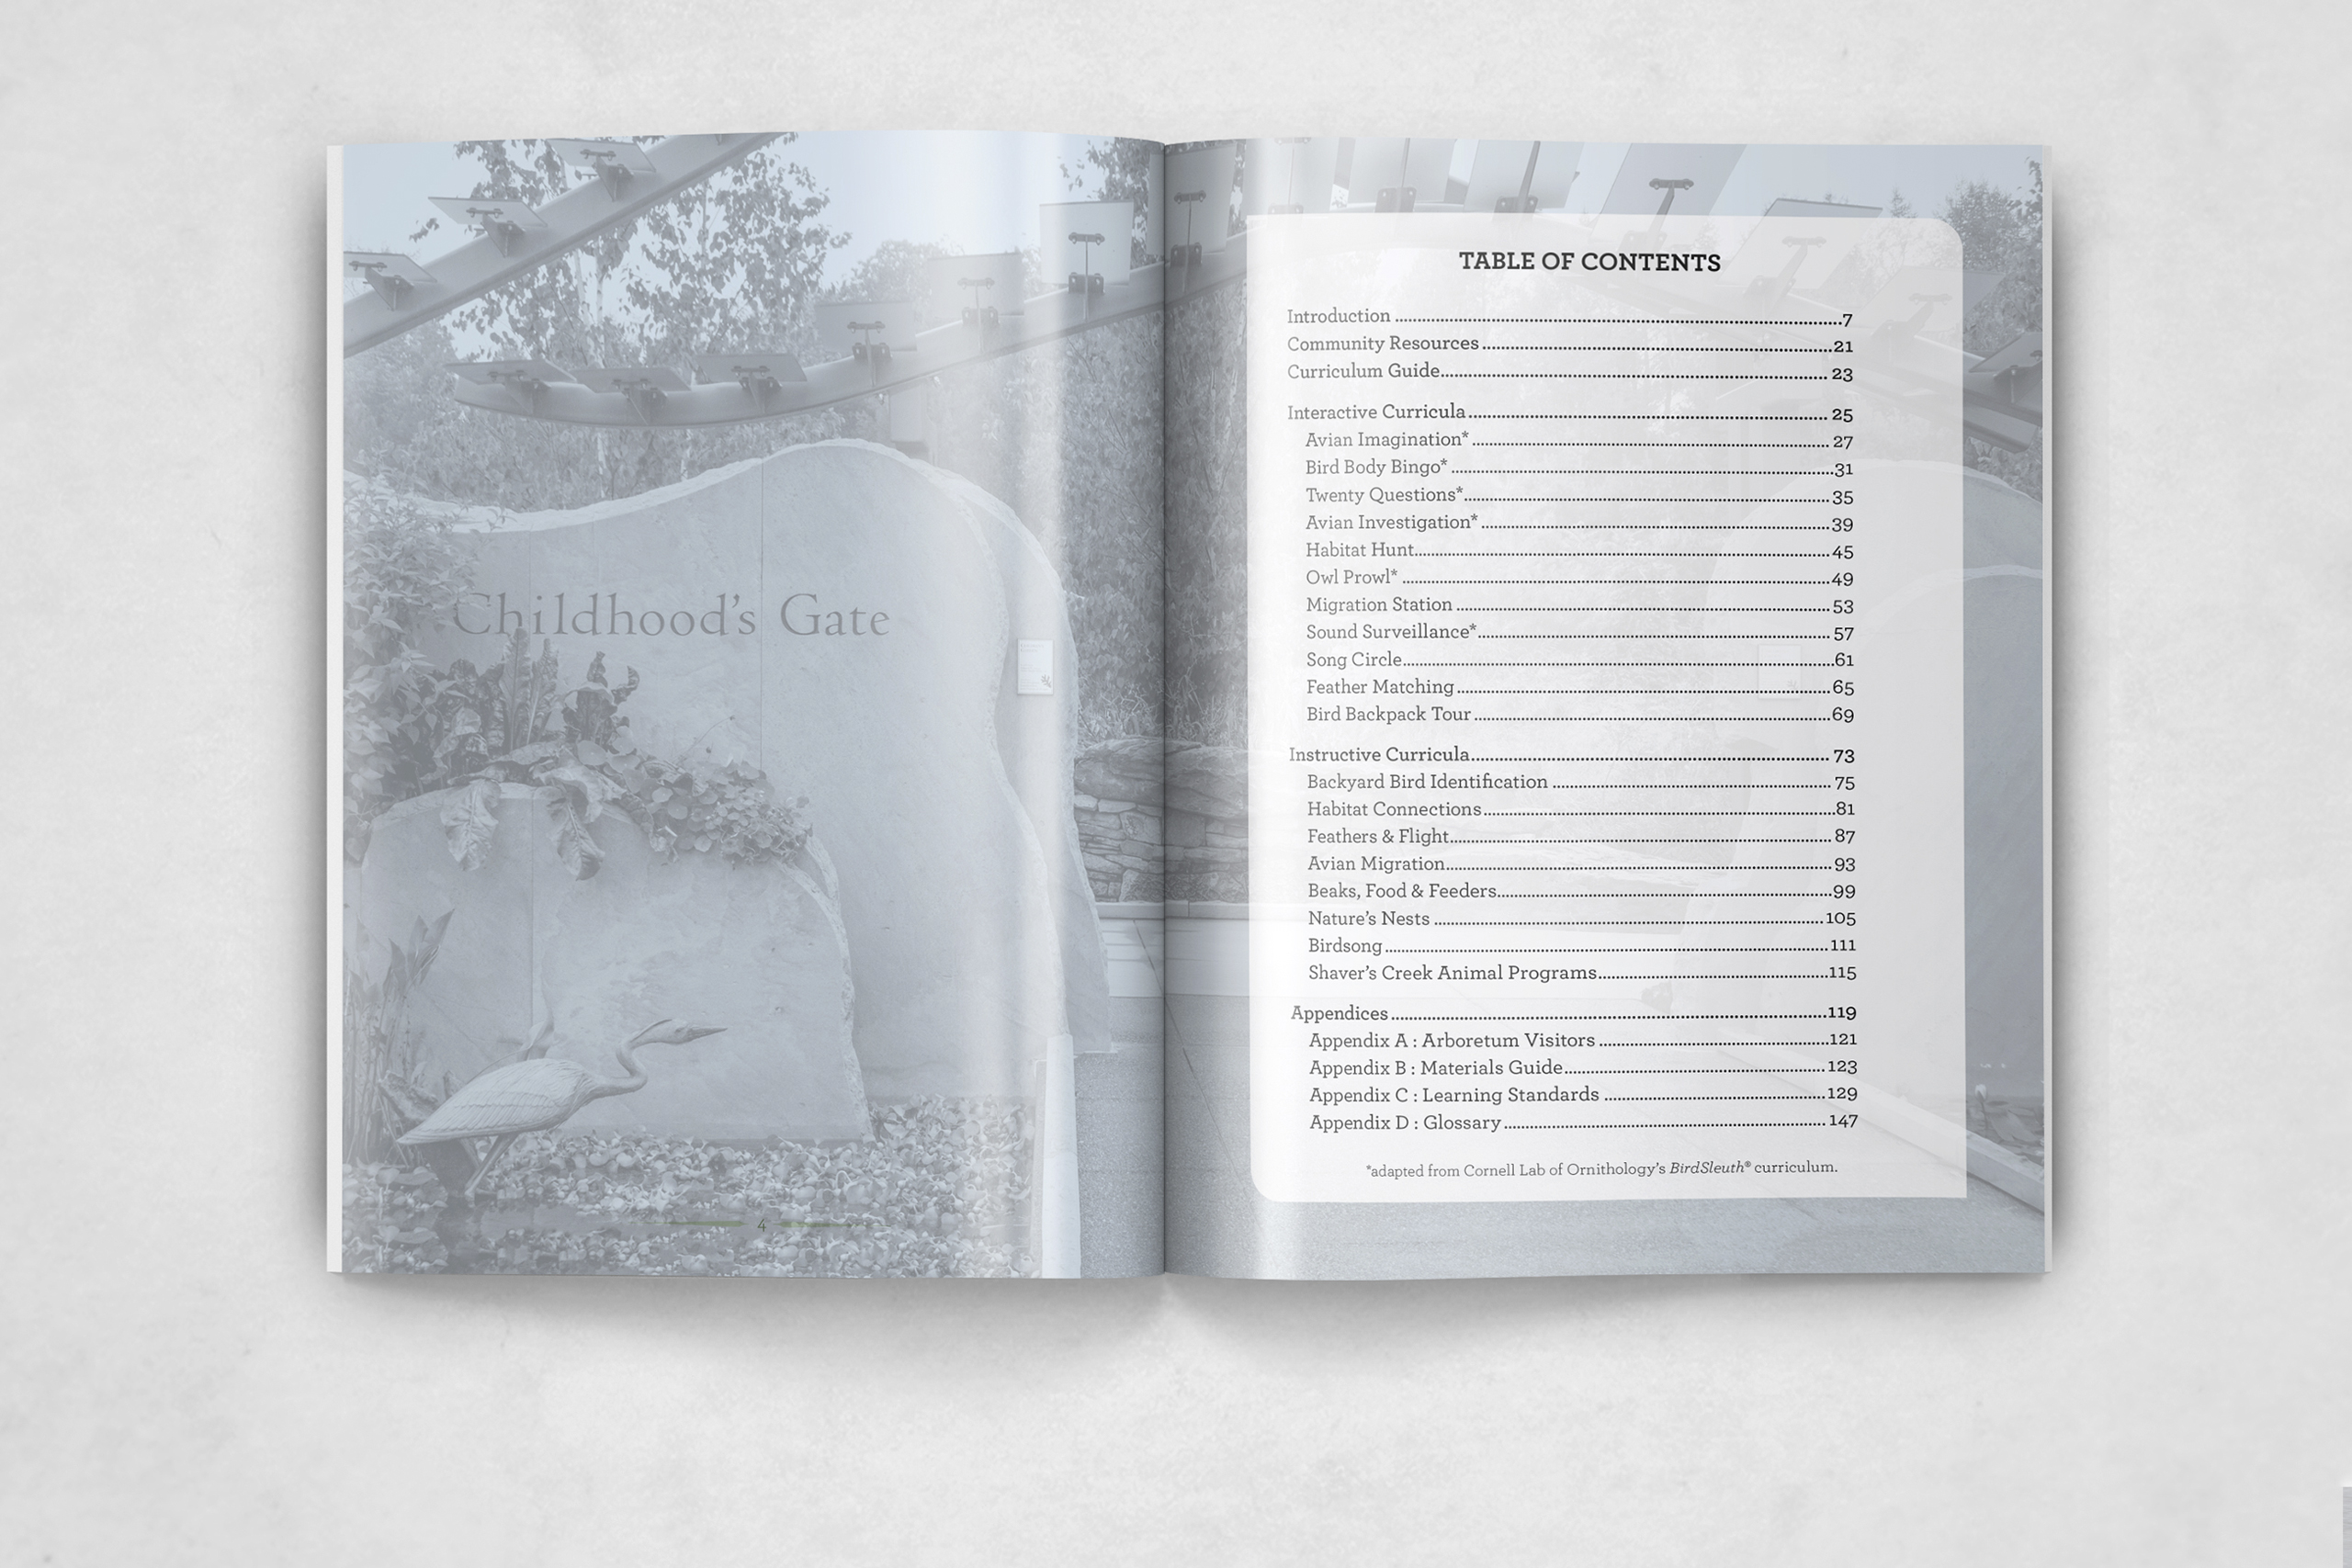 Childhood's Gate
4
TABLE OF CONTENTS
Introduction ........ 7
Community Resources ........ 21
Curriculum Guide ........ 23
Interactive Curricula ........ 25
Avian Imagination* ........ 27
Bird Body Bingo* ........ 31
Twenty Questions* ........ 35
Avian Investigation* ........ 39
Habitat Hunt ........ 45
Owl Prowl* ........ 49
Migration Station ........ 53
Sound Surveillance* ........ 57
Song Circle ........ 61
Feather Matching ........ 65
Bird Backpack Tour ........ 69
Instructive Curricula ........ 73
Backyard Bird Identification ........ 75
Habitat Connections ........ 81
Feathers & Flight ........ 87
Avian Migration ........ 93
Beaks, Food & Feeders ........ 99
Nature's Nests ........ 105
Birdsong ........ 111
Shaver's Creek Animal Programs ........ 115
Appendices ........ 119
Appendix A : Arboretum Visitors ........ 121
Appendix B : Materials Guide ........ 123
Appendix C : Learning Standards ........ 129
Appendix D : Glossary ........ 147
*adapted from Cornell Lab of Ornithology's BirdSleuth® curriculum.